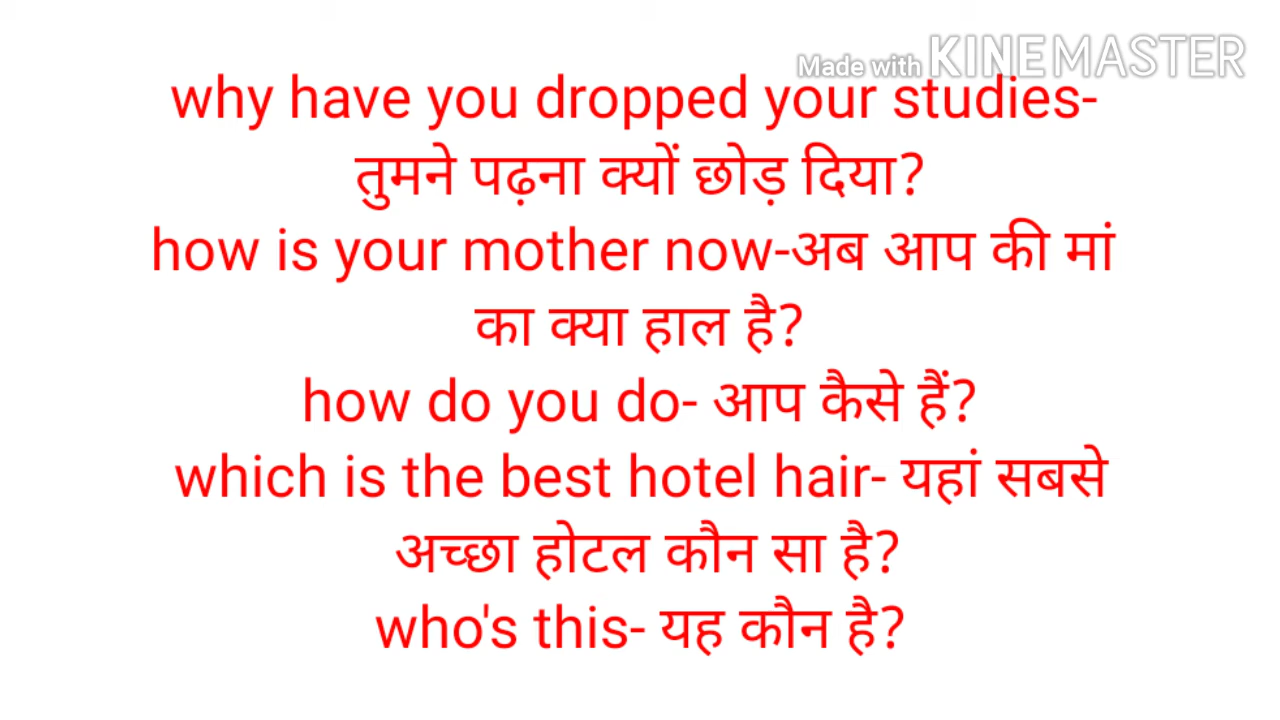 Made with KINEMASTER
why have you dropped your studies-
तुमने पढ़ना क्यों छोड़ दिया?
how is your mother now-अब आप की मां
का क्या हाल है?
how do you do- आप कैसे हैं?
which is the best hotel hair- यहां सबसे
अच्छा होटल कौन सा है?
who's this- यह कौन है?